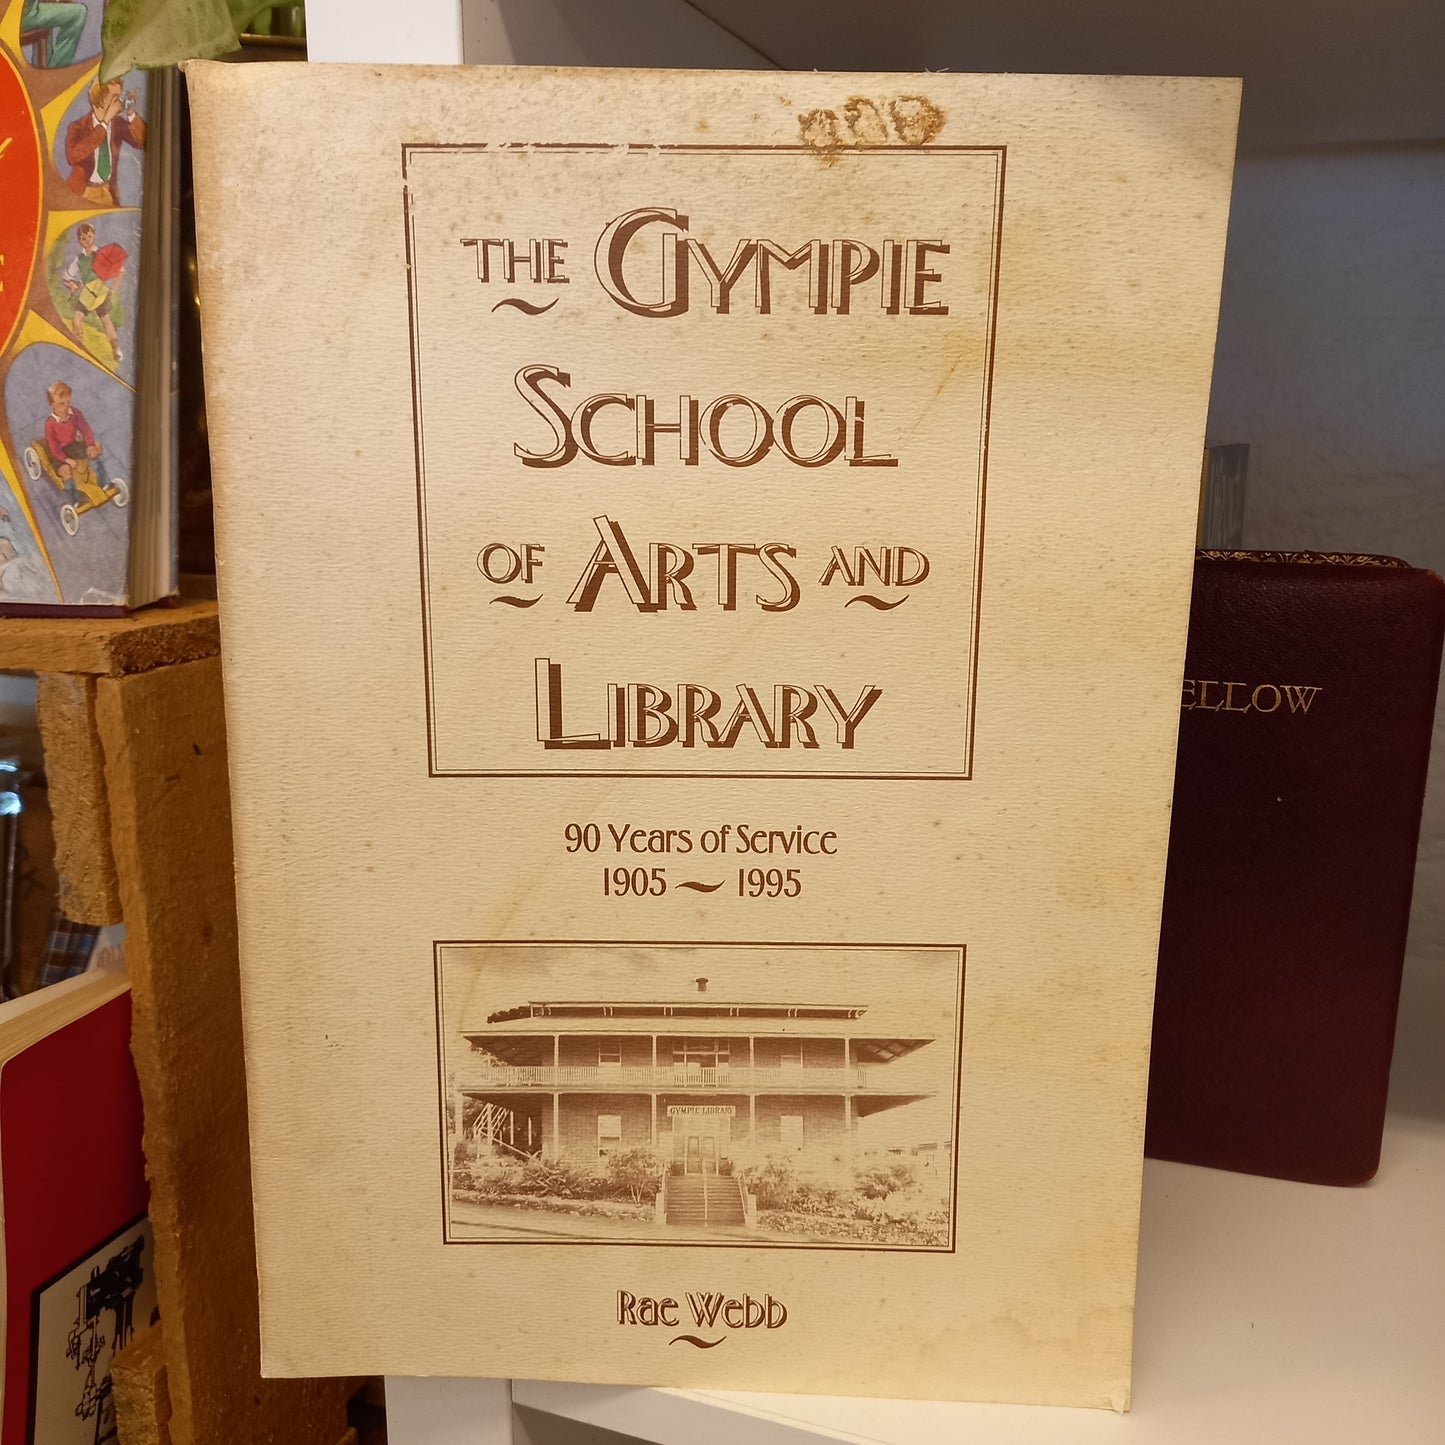 THE GYMPIE
SCHOOL
OF ARTS AND
LIBRARY
90 Years of Service
1905 ~ 1995
GYMPIE LIBRARY
Rae Webb
ELLOW